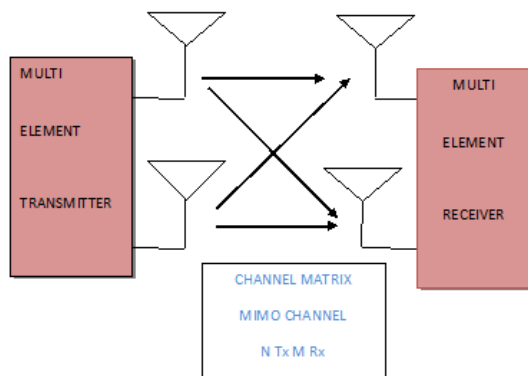 MULTI
ELEMENT
TRANSMITTER
MULTI
ELEMENT
RECEIVER
CHANNEL MATRIX
MIMO CHANNEL
N Tx M Rx